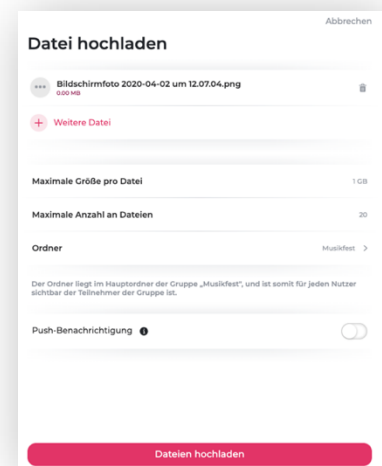 Abbrechen
Datei hochladen
Bildschirmfoto 2020-04-02 um 12.07.04.png
0.00 MB
Weitere Datei
Maximale Größe pro Datei 1 GB
Maximale Anzahl an Dateien 20
Ordner Musikfest
Der Ordner liegt im Hauptordner der Gruppe „Musikfest“, und ist somit für jeden Nutzer
sichtbar der Teilnehmer der Gruppe ist.
Push-Benachrichtigung
Dateien hochladen